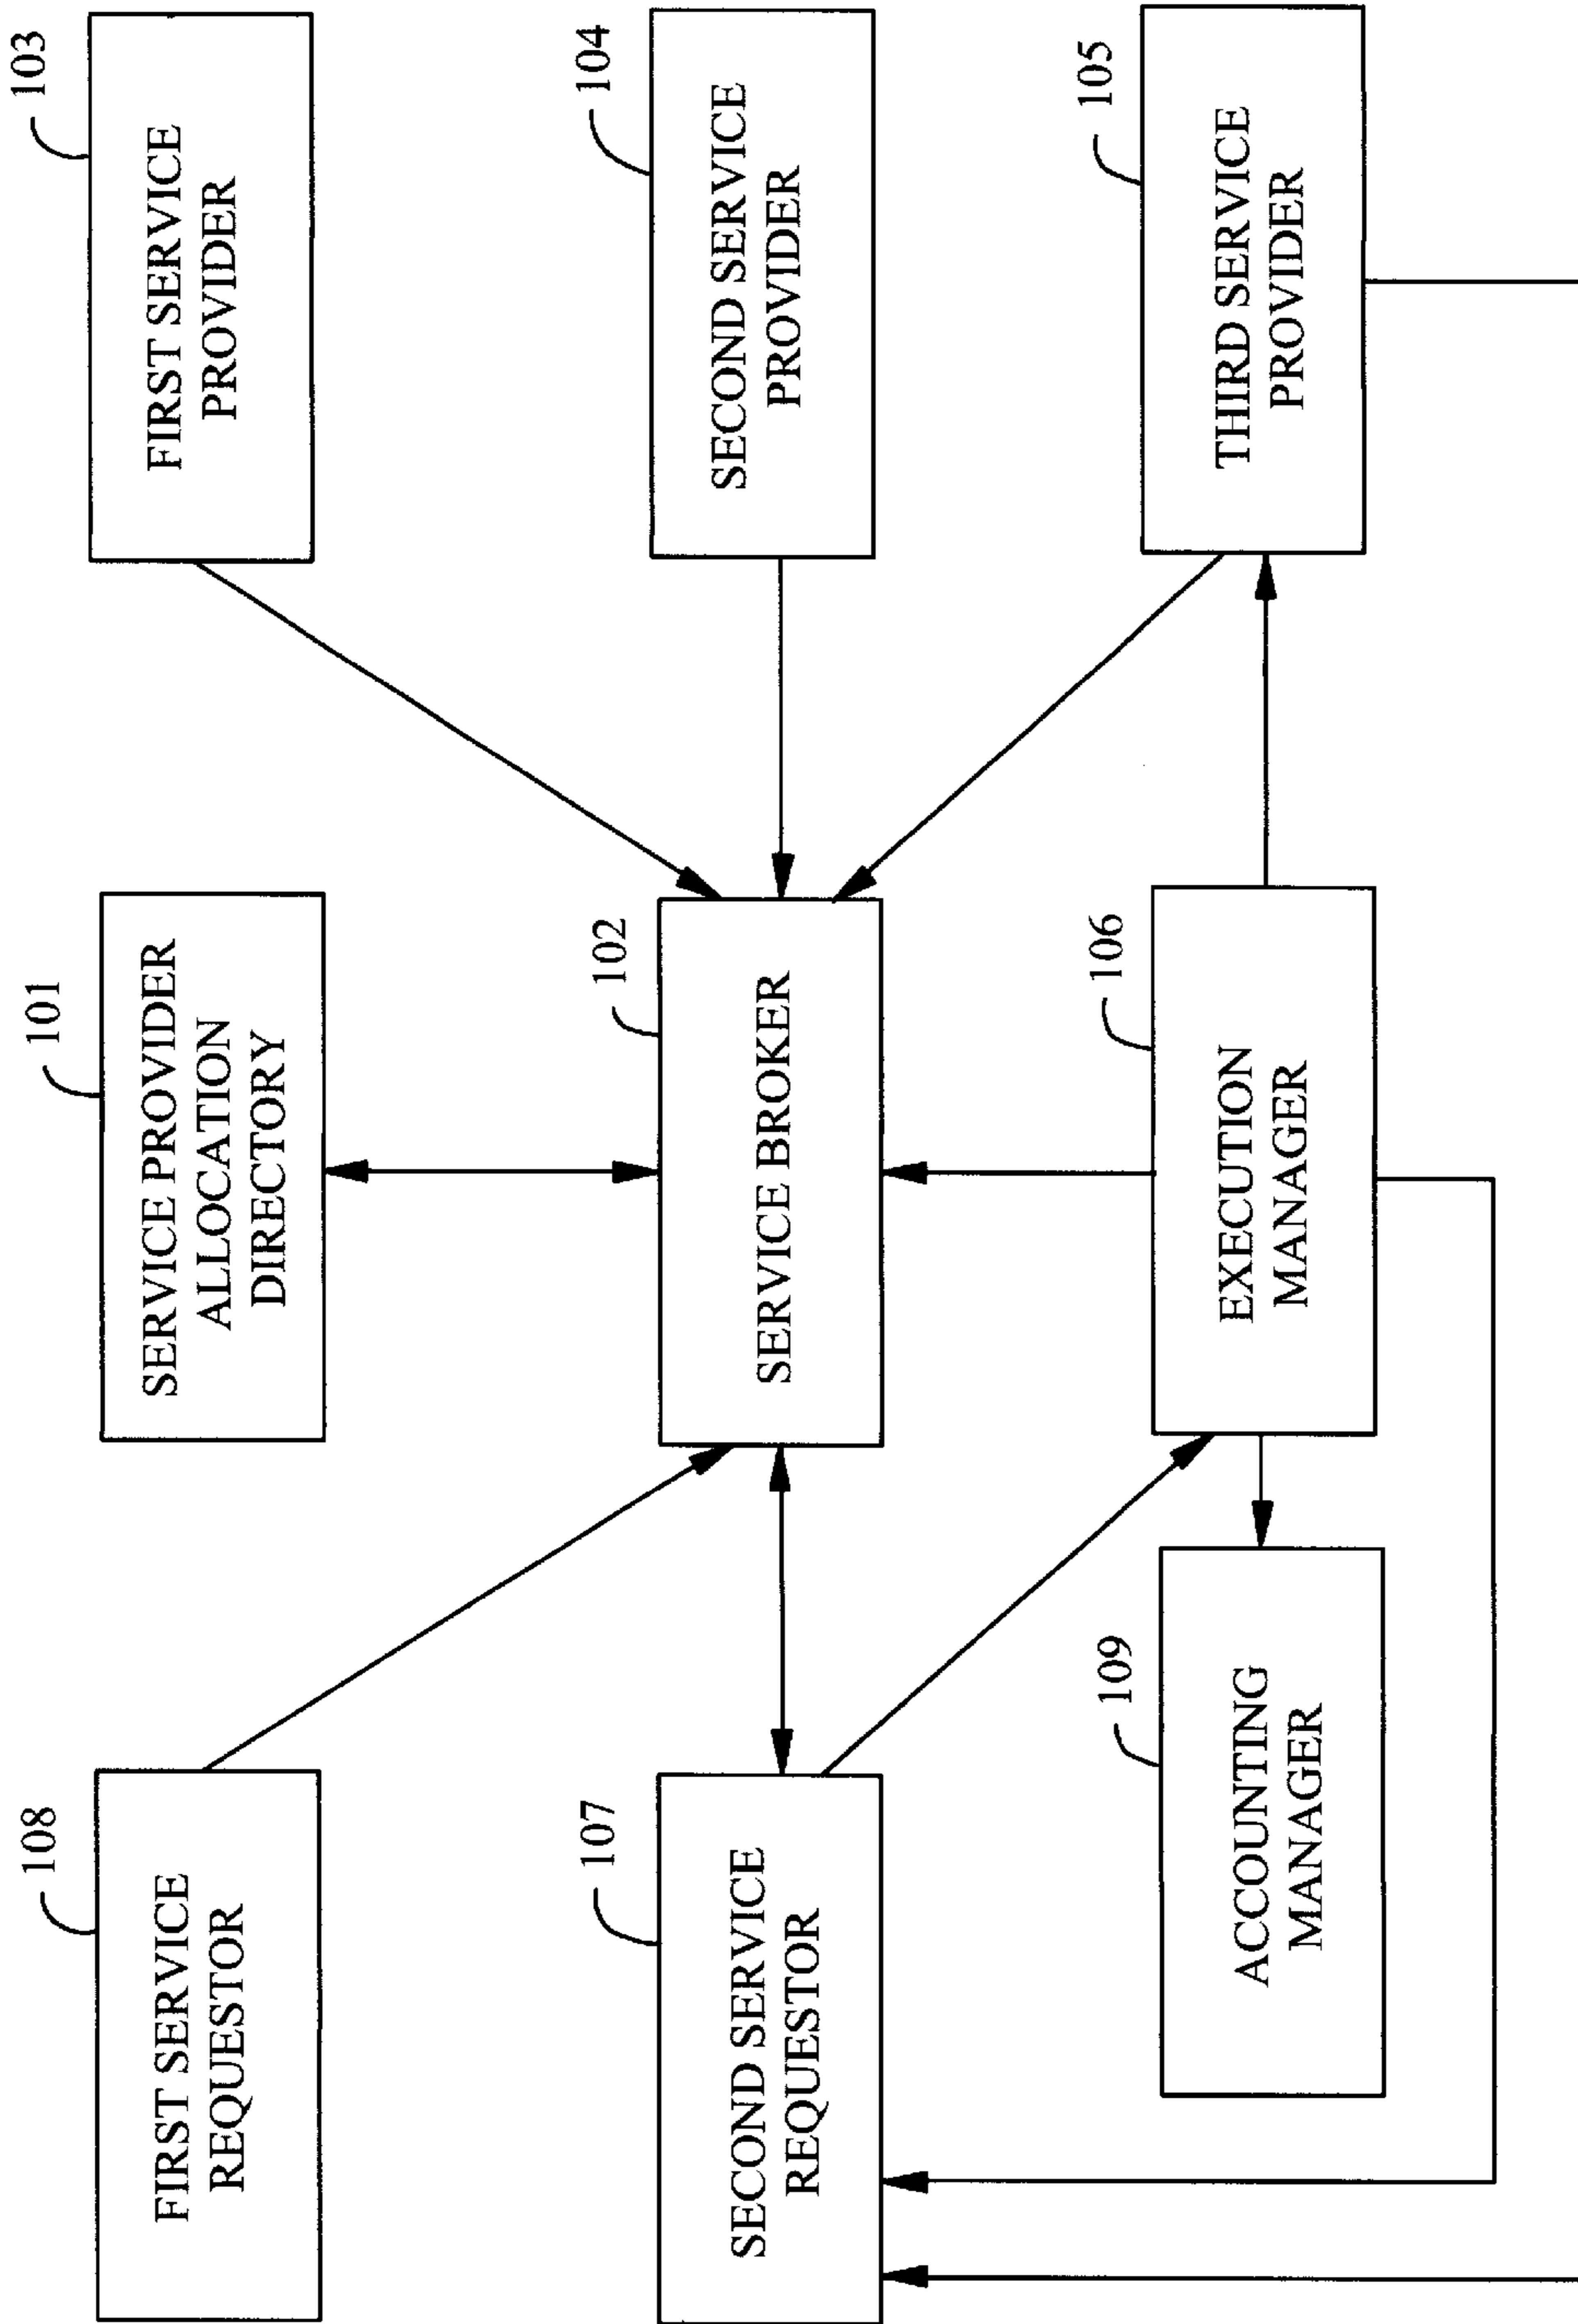 108
FIRST SERVICE
REQUESTOR
101
SERVICE PROVIDER
ALLOCATION
DIRECTORY
103
FIRST SERVICE
PROVIDER
107
SECOND SERVICE
REQUESTOR
102
SERVICE BROKER
104
SECOND SERVICE
PROVIDER
109
ACCOUNTING
MANAGER
106
EXECUTION
MANAGER
105
THIRD SERVICE
PROVIDER